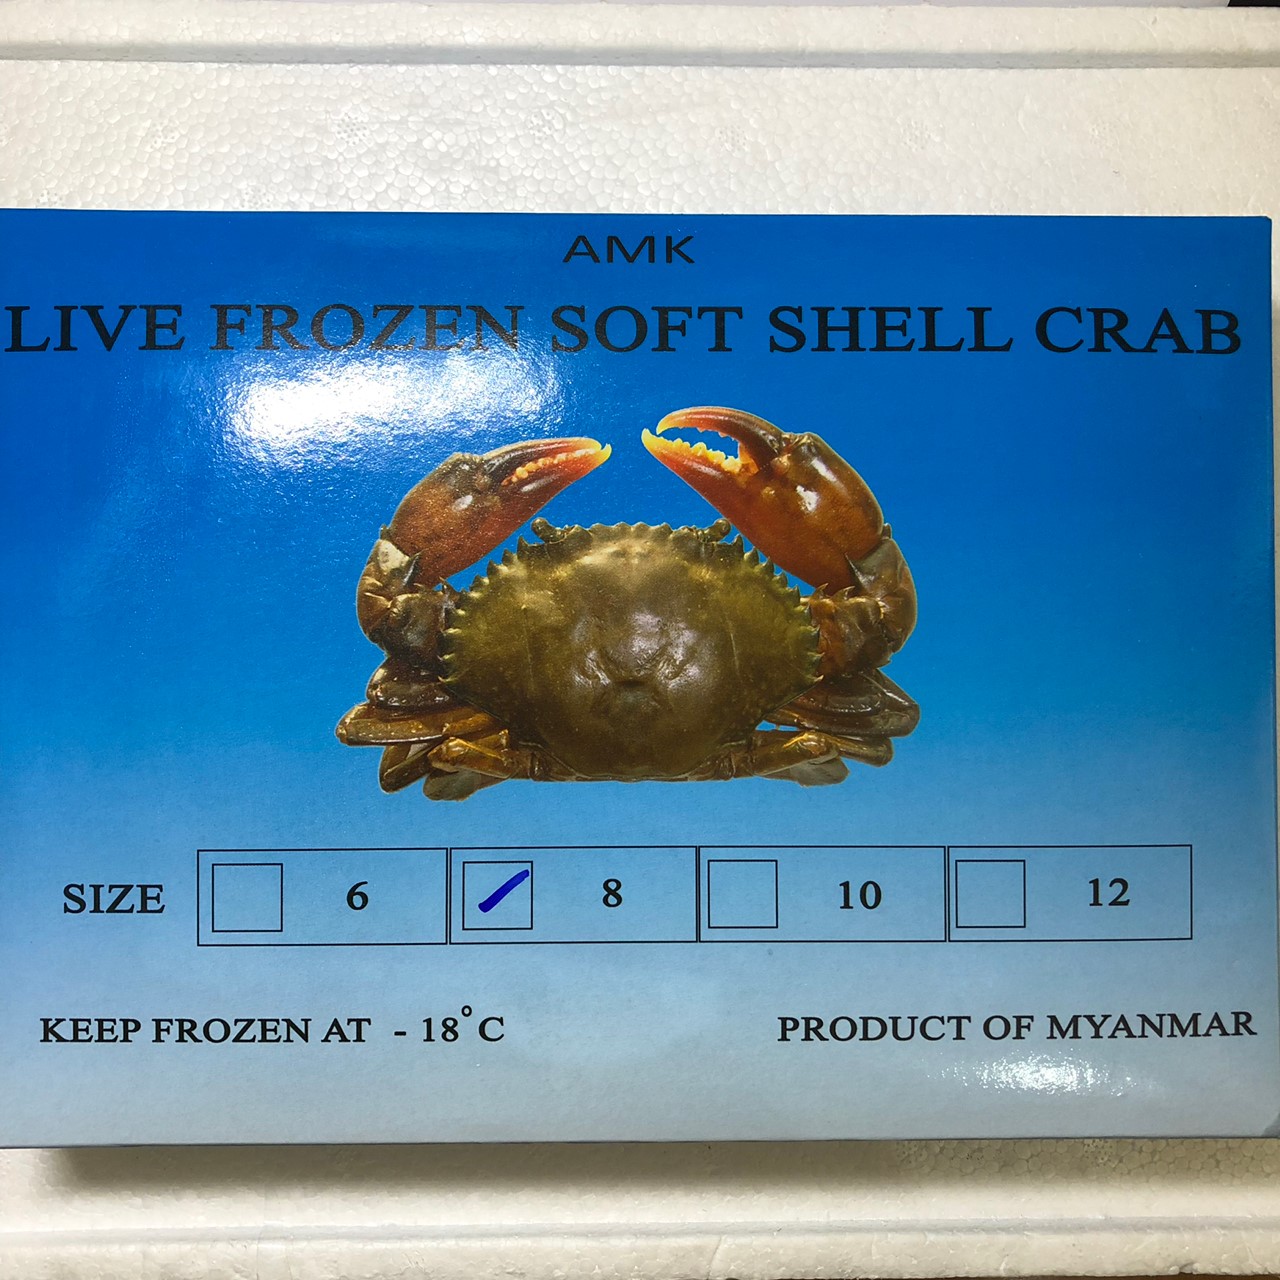 AMK
LIVE FROZEN SOFT SHELL CRAB
SIZE 6 8 10 12
KEEP FROZEN AT - 18°C PRODUCT OF MYANMAR